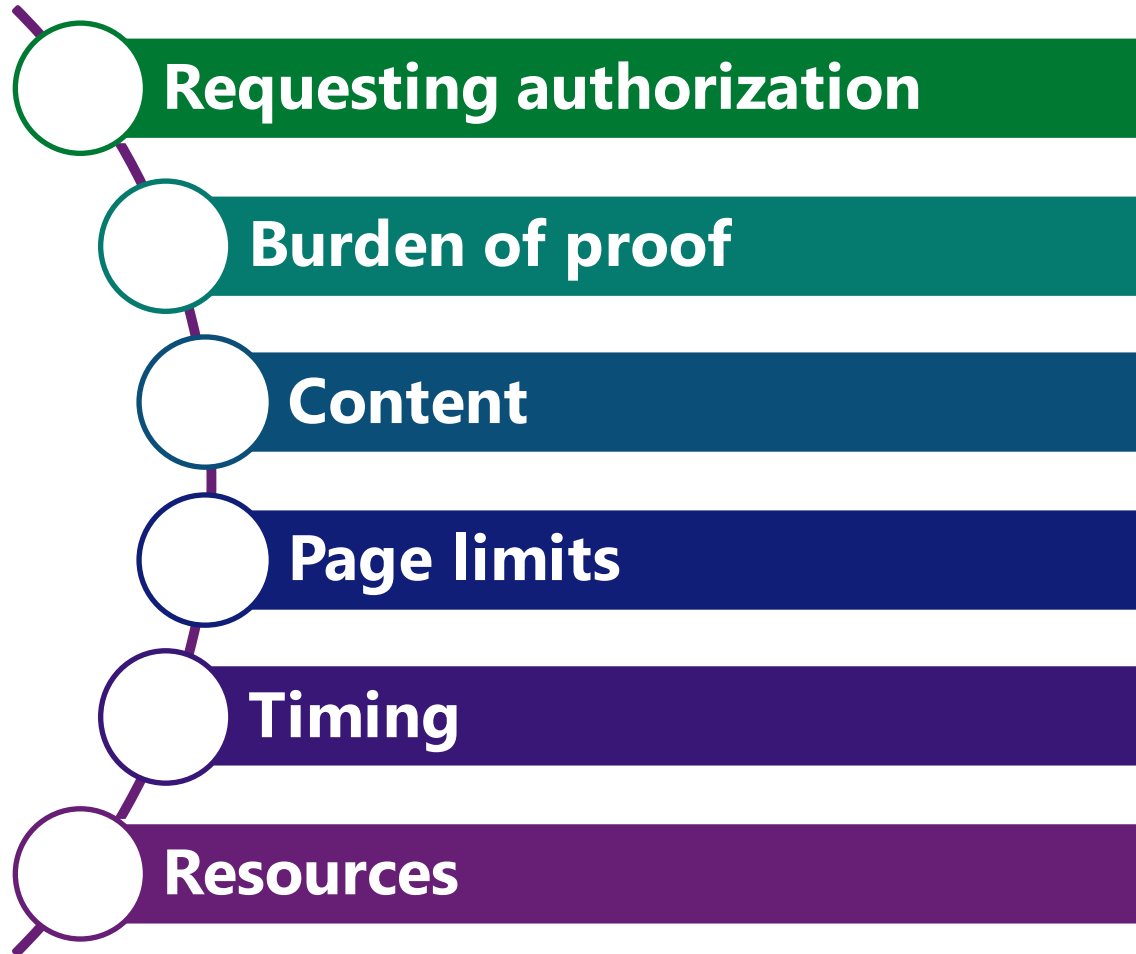 Requesting authorization
Burden of proof
Content
Page limits
Timing
Resources